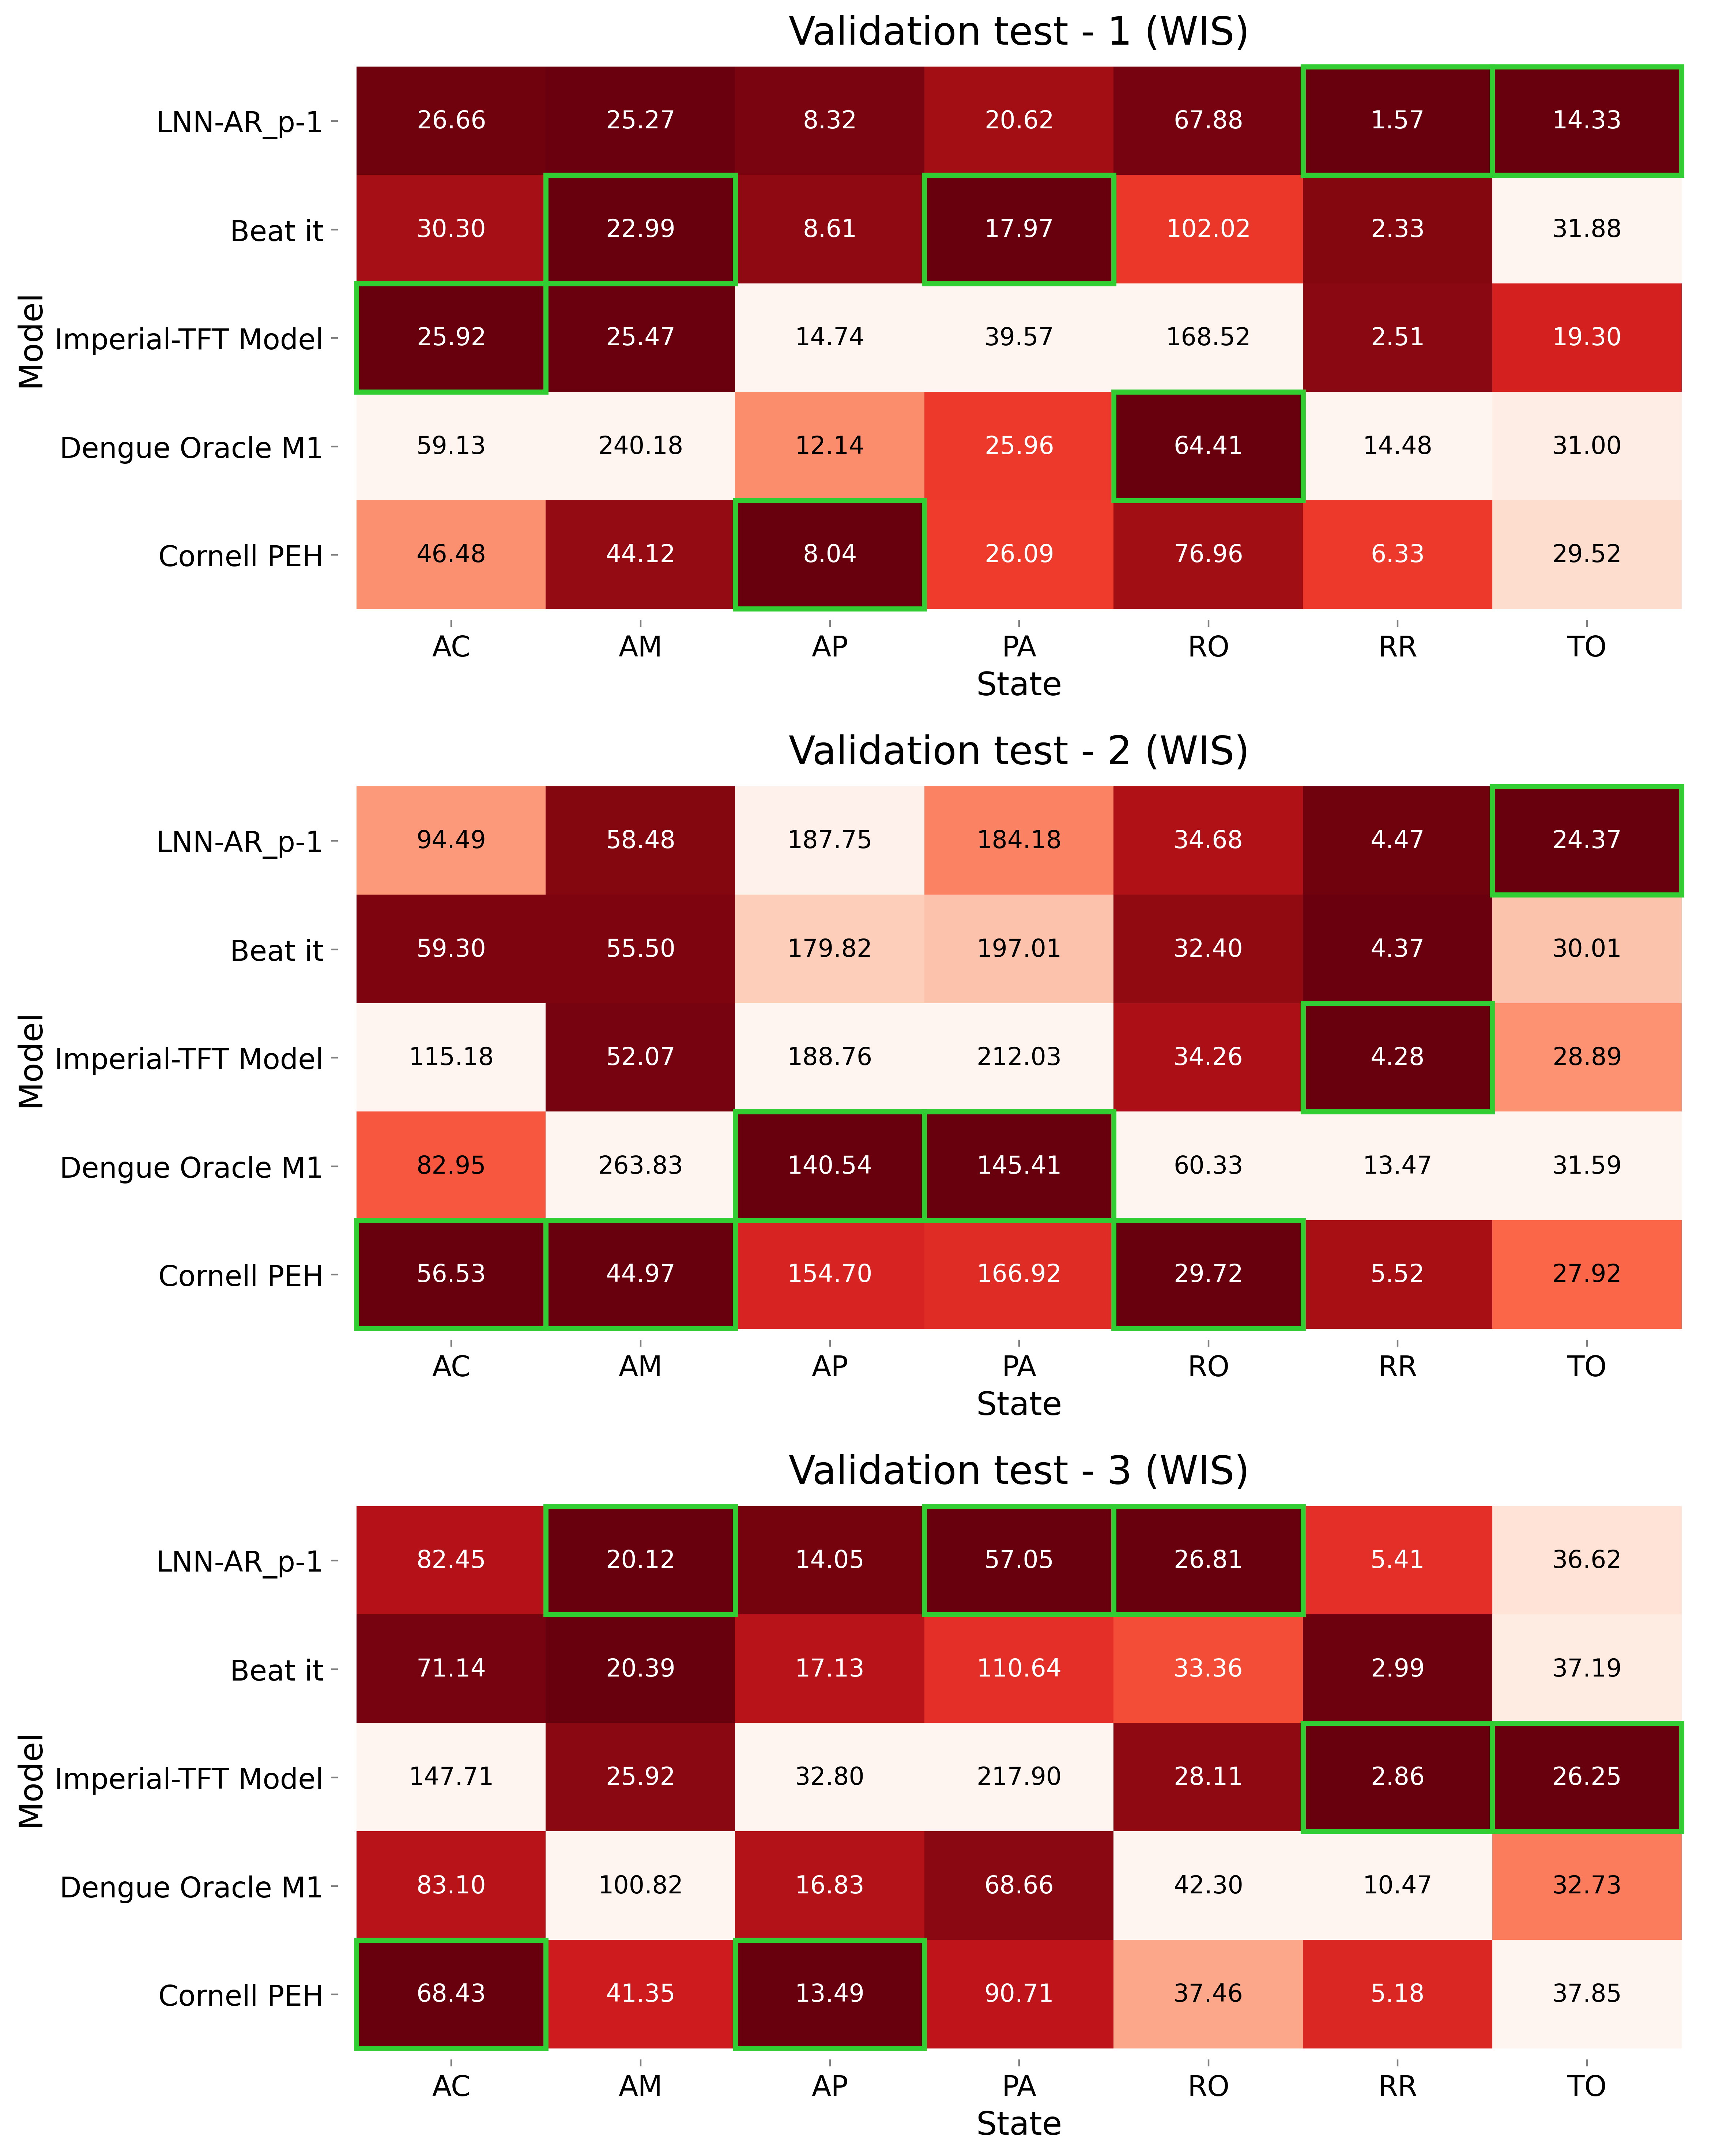 Validation test - 1 (WIS)
Model
LNN-AR_p-1 26.66 25.27 8.32 20.62 67.88 1.57 14.33
Beat it 30.30 22.99 8.61 17.97 102.02 2.33 31.88
Imperial-TFT Model 25.92 25.47 14.74 39.57 168.52 2.51 19.30
Dengue Oracle M1 59.13 240.18 12.14 25.96 64.41 14.48 31.00
Cornell PEH 46.48 44.12 8.04 26.09 76.96 6.33 29.52
AC AM AP PA RO RR TO
State
Validation test - 2 (WIS)
Model
LNN-AR_p-1 94.49 58.48 187.75 184.18 34.68 4.47 24.37
Beat it 59.30 55.50 179.82 197.01 32.40 4.37 30.01
Imperial-TFT Model 115.18 52.07 188.76 212.03 34.26 4.28 28.89
Dengue Oracle M1 82.95 263.83 140.54 145.41 60.33 13.47 31.59
Cornell PEH 56.53 44.97 154.70 166.92 29.72 5.52 27.92
AC AM AP PA RO RR TO
State
Validation test - 3 (WIS)
Model
LNN-AR_p-1 82.45 20.12 14.05 57.05 26.81 5.41 36.62
Beat it 71.14 20.39 17.13 110.64 33.36 2.99 37.19
Imperial-TFT Model 147.71 25.92 32.80 217.90 28.11 2.86 26.25
Dengue Oracle M1 83.10 100.82 16.83 68.66 42.30 10.47 32.73
Cornell PEH 68.43 41.35 13.49 90.71 37.46 5.18 37.85
AC AM AP PA RO RR TO
State